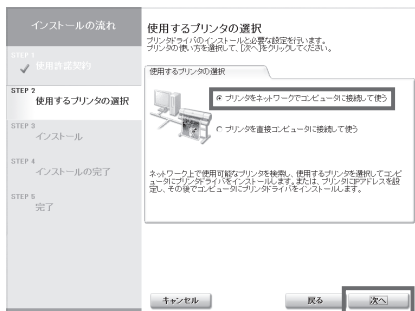 インストールの流れ
STEP 1
使用許諾契約
STEP 2
使用するプリンタの選択
STEP 3
インストール
STEP 4
インストールの完了
STEP 5
完了
使用するプリンタの選択
プリンタドライバのインストールと必要な設定を行います。
プリンタの使い方を選択して、[次へ]をクリックしてください。
使用するプリンタの選択
プリンタをネットワークでコンピュータに接続して使う
プリンタを直接コンピュータに接続して使う
ネットワーク上で使用可能なプリンタを検索し、使用するプリンタを選択してコンピ
ュータにプリンタドライバをインストールします。または、プリンタにIPアドレスを設
定し、その後でコンピュータにプリンタドライバをインストールします。
キャンセル
戻る
次へ